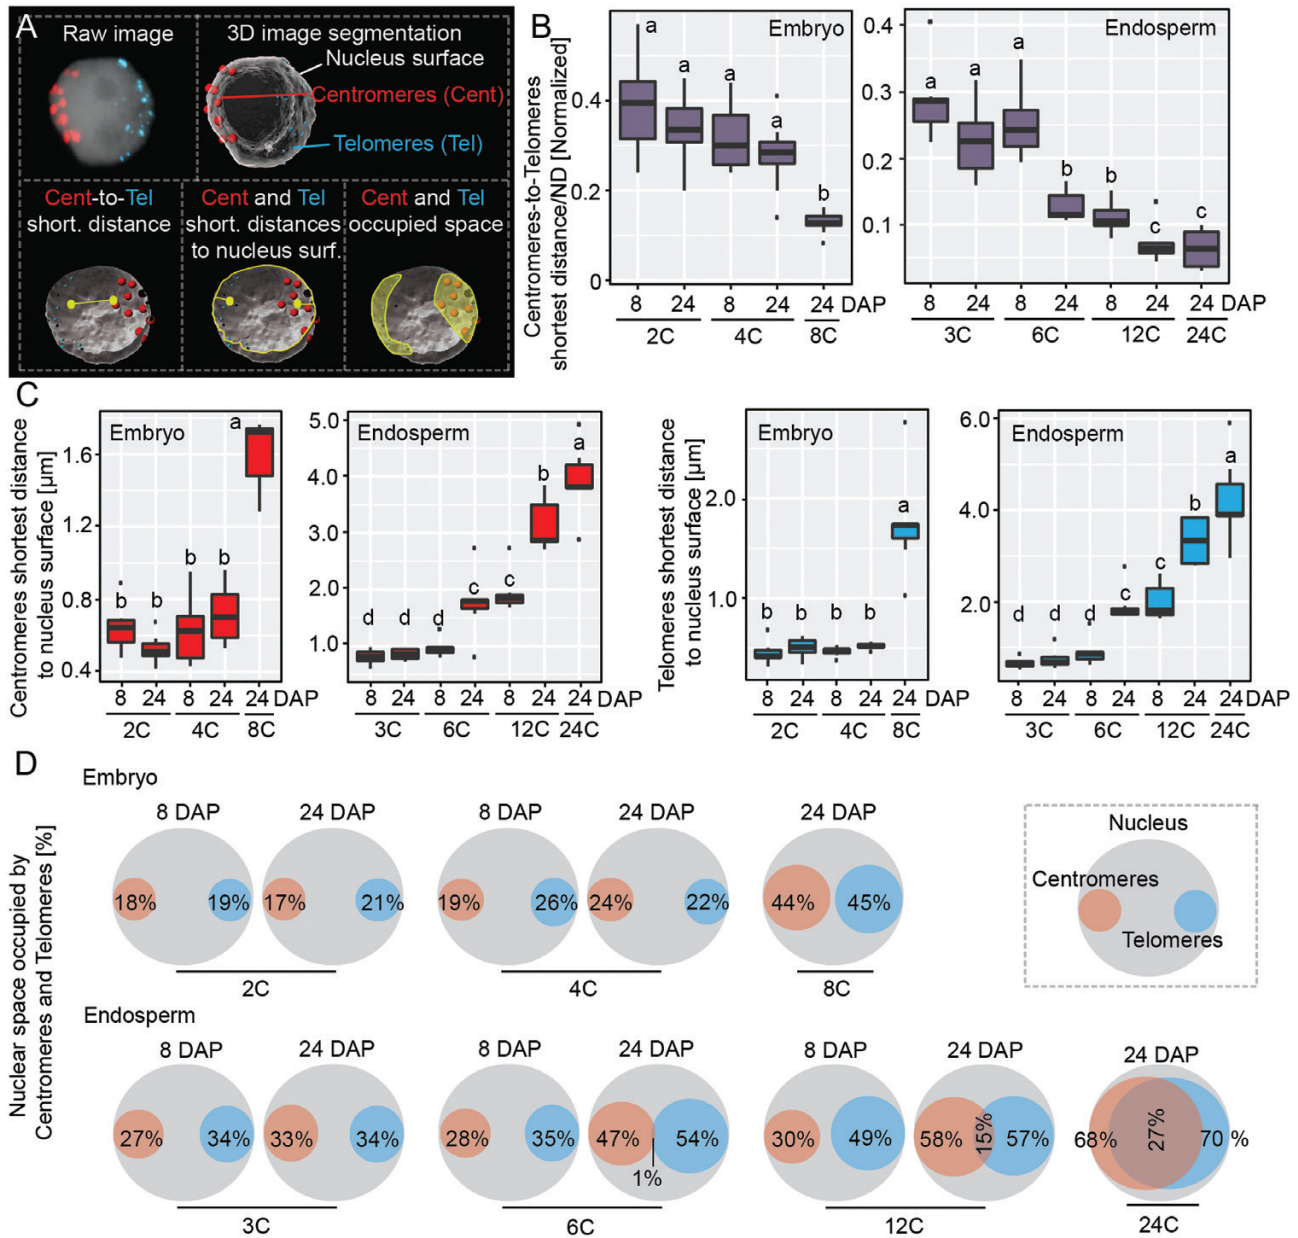 A
Raw image
3D image segmentation
Nucleus surface
Centromeres (Cent)
Telomeres (Tel)
Cent-to-Tel
short. distance
Cent and Tel
short. distances
to nucleus surf.
Cent and Tel
occupied space
B
Centromeres-to-Telomeres
shortest distance/ND [Normalized]
Embryo
0.4
0.2
0
a
a
a
a
b
8
24
8
24
24
DAP
2C
4C
8C
Endosperm
0.4
0.3
0.2
0.1
a
a
a
b
b
c
c
8
24
8
24
8
24
24
DAP
3C
6C
12C
24C
C
Centromeres shortest distance
to nucleus surface [µm]
Embryo
1.6
1.2
0.8
0.4
b
b
b
b
a
8
24
8
24
24
DAP
2C
4C
8C
Endosperm
5.0
4.0
3.0
2.0
1.0
d
d
d
c
c
b
a
8
24
8
24
8
24
24
3C
6C
12C
24C
Telomeres shortest distance
to nucleus surface [µm]
Embryo
2.0
1.0
b
b
b
b
a
8
24
8
24
24
DAP
2C
4C
8C
Endosperm
6.0
4.0
2.0
d
d
d
c
c
b
a
8
24
8
24
8
24
24
DAP
3C
6C
12C
24C
D
Nuclear space occupied by
Centromeres and Telomeres [%]
Embryo
8 DAP
24 DAP
8 DAP
24 DAP
24 DAP
18%
19%
17%
21%
19%
26%
24%
22%
44%
45%
2C
4C
8C
Nucleus
Centromeres
Telomeres
Endosperm
8 DAP
24 DAP
8 DAP
24 DAP
8 DAP
24 DAP
24 DAP
27%
34%
33%
34%
28%
35%
47%
1%
54%
30%
49%
58%
15%
57%
68%
27%
70 %
3C
6C
12C
24C